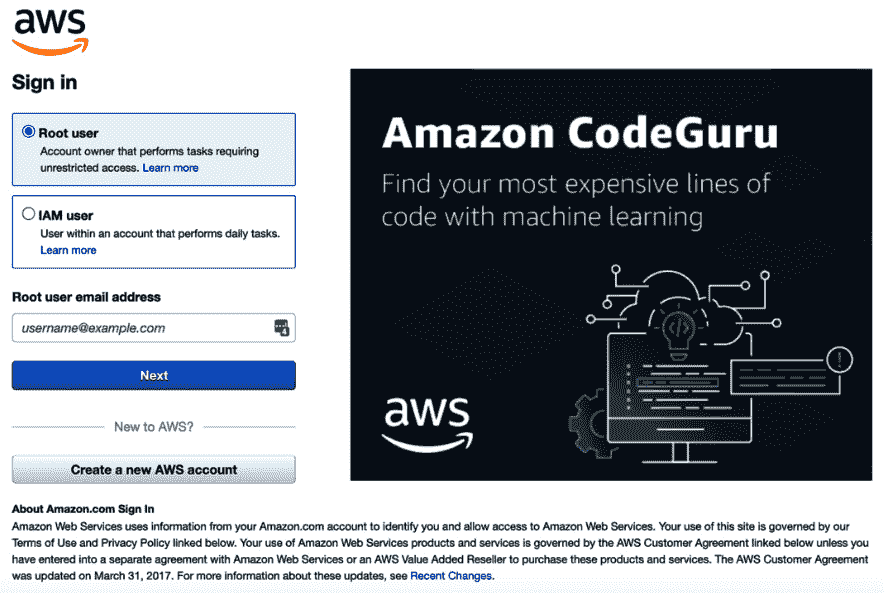 aws
Sign in
Root user
Account owner that performs tasks requiring
unrestricted access. Learn more
IAM user
User within an account that performs daily tasks.
Learn more
Root user email address
username@example.com
4
Next
New to AWS?
Create a new AWS account
Amazon CodeGuru
Find your most expensive lines of
code with machine learning
</>
!
aws
About Amazon.com Sign In
Amazon Web Services uses information from your Amazon.com account to identify you and allow access to Amazon Web Services. Your use of this site is governed by our
Terms of Use and Privacy Policy linked below. Your use of Amazon Web Services products and services is governed by the AWS Customer Agreement linked below unless you
have entered into a separate agreement with Amazon Web Services or an AWS Value Added Reseller to purchase these products and services. The AWS Customer Agreement
was updated on March 31, 2017. For more information about these updates, see Recent Changes.